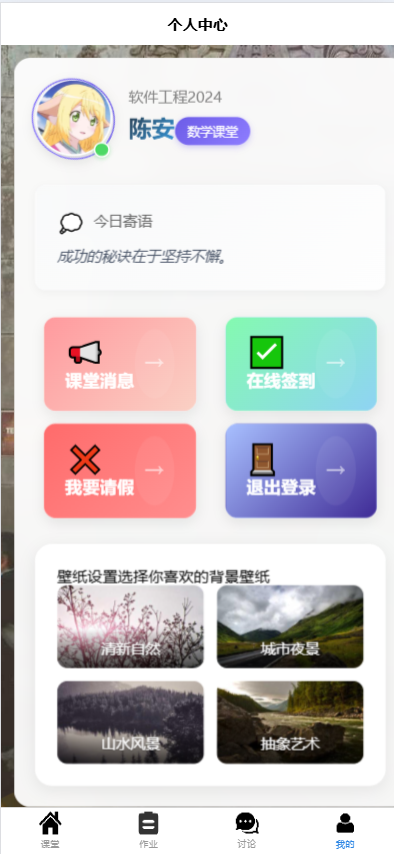 个人中心
软件工程2024
陈安 数学课堂
今日寄语
成功的秘诀在于坚持不懈。
课堂消息 →
在线签到 →
我要请假 →
退出登录 →
壁纸设置选择你喜欢的背景壁纸
清新自然
城市夜景
山水风景
抽象艺术
课堂
作业
讨论
我的